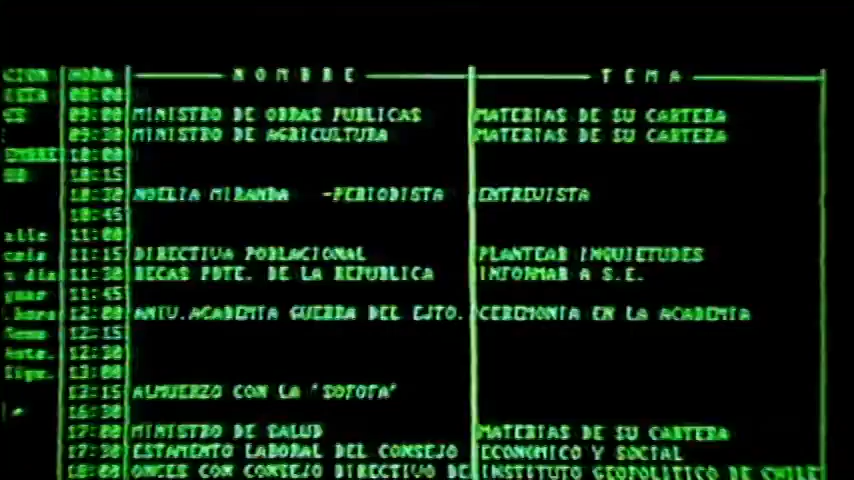 HORA NOMBRE TEMA
08:00
09:00 MINISTRO DE OBRAS PUBLICAS MATERIAS DE SU CARTERA
09:30 MINISTRO DE AGRICULTURA MATERIAS DE SU CARTERA
10:00
10:15
10:30 NOELIA MIRANDA -PERIODISTA ENTREVISTA
10:45
11:00
11:15 DIRECTIVA POBLACIONAL PLANTEAR INQUIETUDES
11:30 BECAS PDTE. DE LA REPUBLICA INFORMAR A S.E.
11:45
12:00 ANIV.ACADEMIA GUERRA DEL EJTO. CEREMONIA EN LA ACADEMIA
12:15
12:30
13:00
13:15 ALMUERZO CON LA "SOFOFA"
16:30
17:00 MINISTRO DE SALUD MATERIAS DE SU CARTERA
17:30 ESTAMENTO LABORAL DEL CONSEJO ECONOMICO Y SOCIAL
18:00 ONCES CON CONSEJO DIRECTIVO DE INSTITUTO GEOPOLITICO DE CHILE